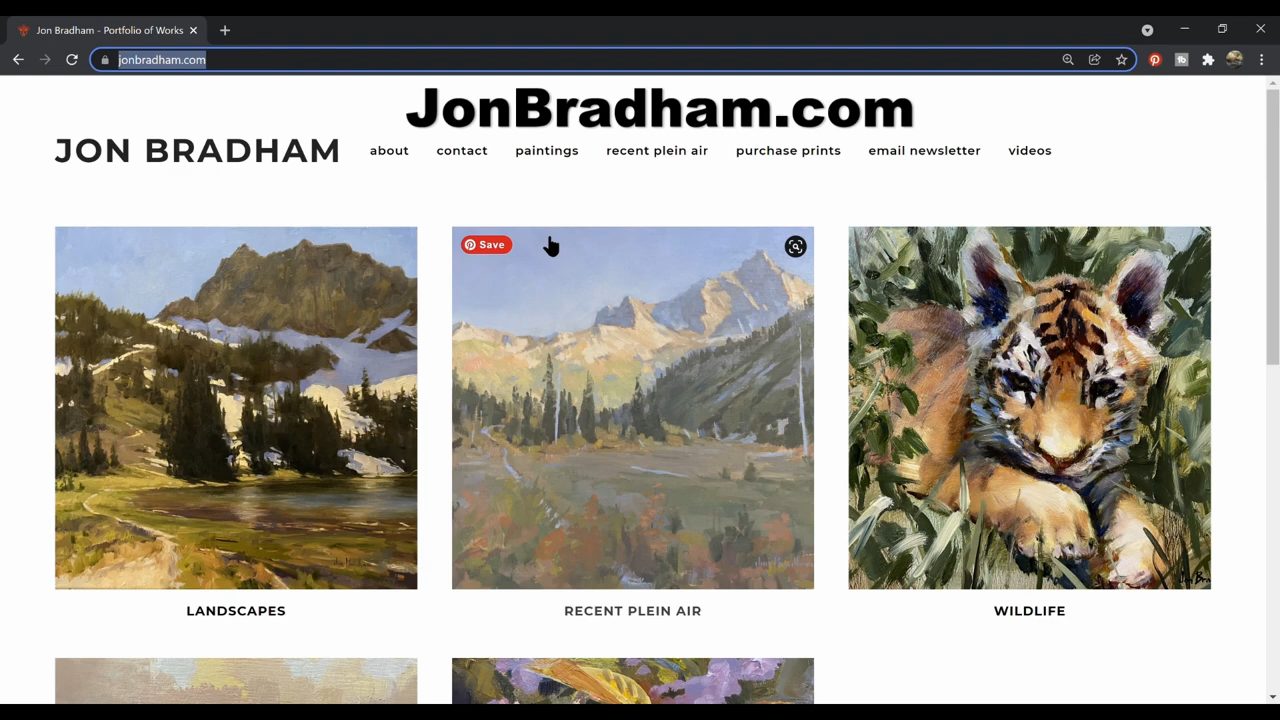 Jon Bradham - Portfolio of Works
jonbradham.com
JonBradham.com
JON BRADHAM
about contact paintings recent plein air purchase prints email newsletter videos
Save
LANDSCAPES
RECENT PLEIN AIR
WILDLIFE